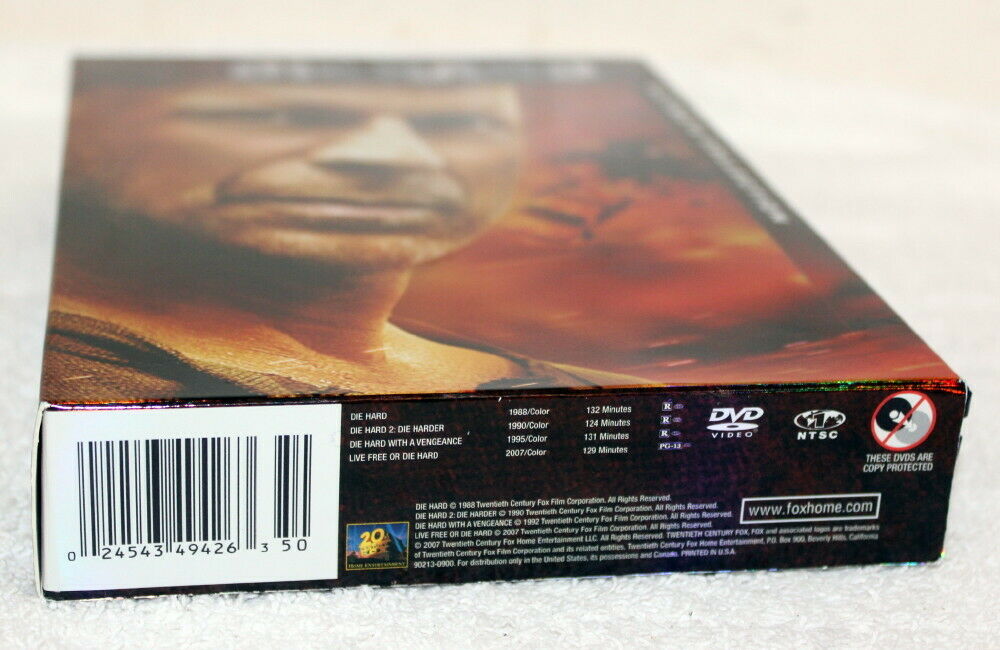 DIE HARD 1988/Color 132 Minutes R
DIE HARD 2: DIE HARDER 1990/Color 124 Minutes R
DIE HARD WITH A VENGEANCE 1995/Color 131 Minutes R
LIVE FREE OR DIE HARD 2007/Color 129 Minutes PG-13
DVD
VIDEO
NTSC
THESE DVDS ARE
COPY PROTECTED
0 24543 49426 3 50
20
HOME ENTERTAINMENT
DIE HARD © 1988 Twentieth Century Fox Film Corporation. All Rights Reserved.
DIE HARD 2: DIE HARDER © 1990 Twentieth Century Fox Film Corporation. All Rights Reserved.
DIE HARD WITH A VENGEANCE © 1992 Twentieth Century Fox Film Corporation. All Rights Reserved.
LIVE FREE OR DIE HARD © 2007 Twentieth Century Fox Film Corporation. All Rights Reserved.
© 2007 Twentieth Century Fox Home Entertainment LLC. All Rights Reserved. TWENTIETH CENTURY FOX, FOX and associated logos are trademarks
of Twentieth Century Fox Film Corporation and its related entities. Twentieth Century Fox Home Entertainment, P.O. Box 900, Beverly Hills, California
90213-0900. For distribution only in the United States, its possessions and Canada. PRINTED IN U.S.A.
www.foxhome.com